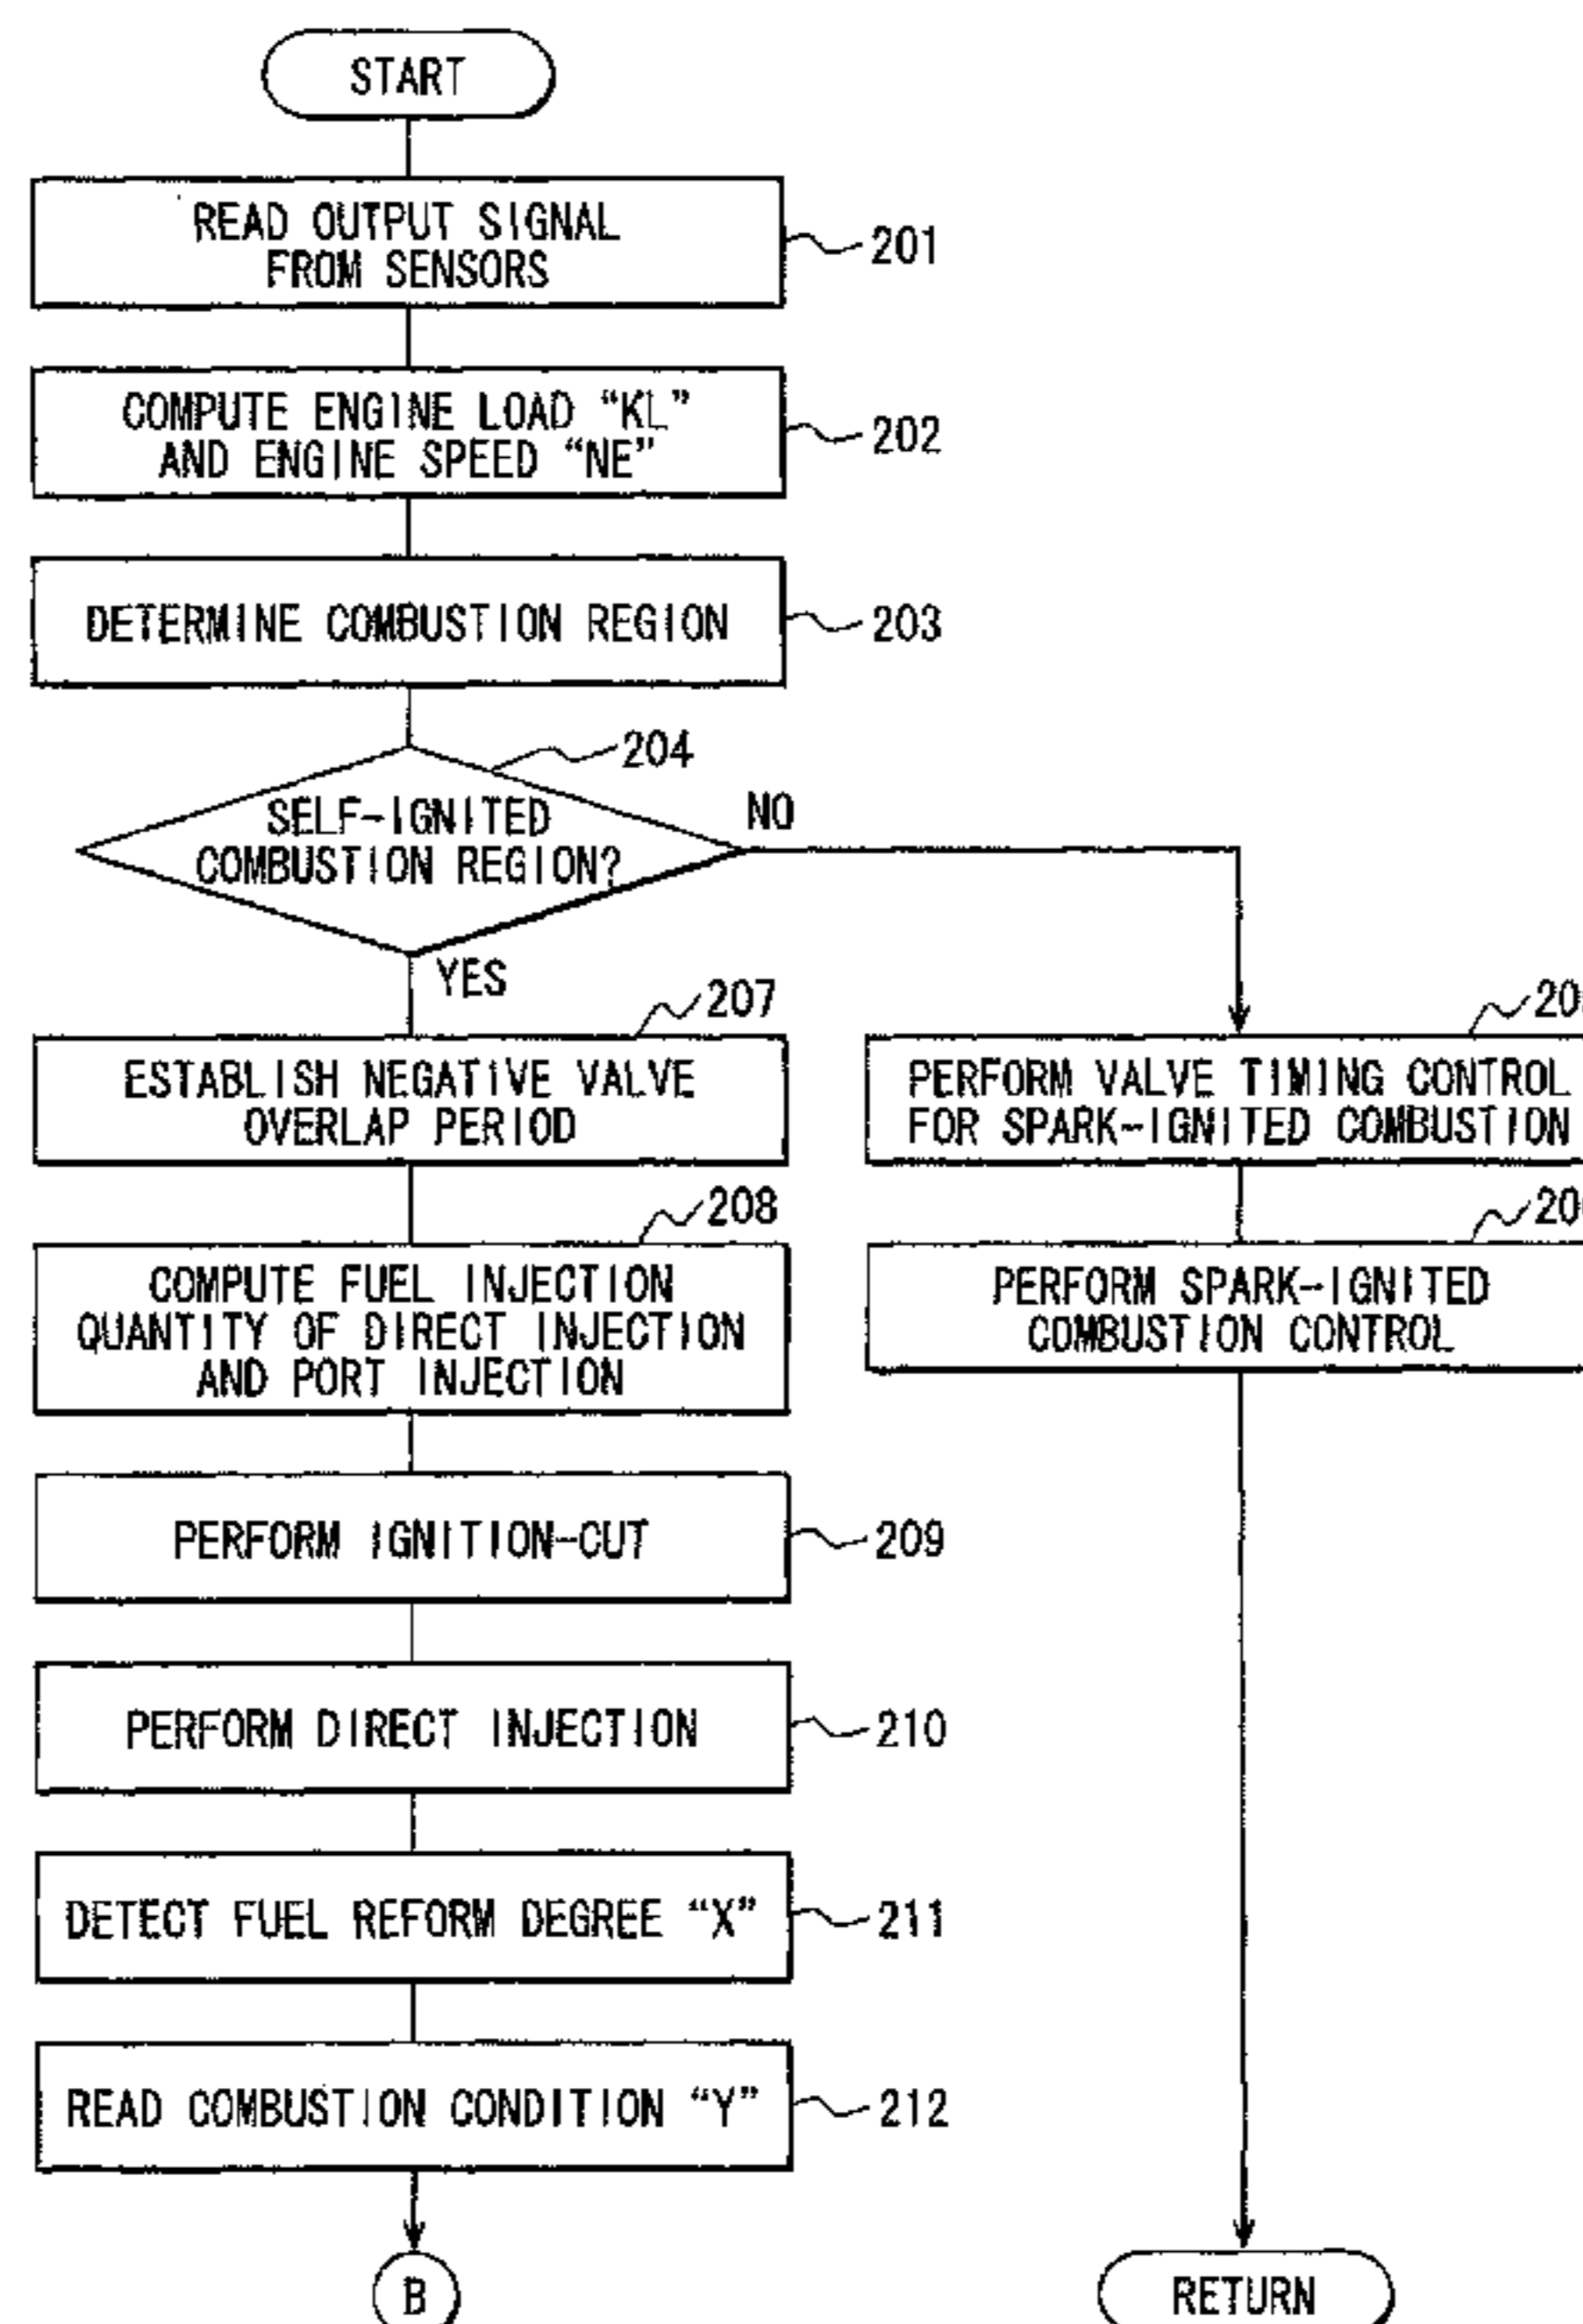 START
READ OUTPUT SIGNAL
FROM SENSORS
201
COMPUTE ENGINE LOAD “KL”
AND ENGINE SPEED “NE”
202
DETERMINE COMBUSTION REGION
203
204
SELF-IGNITED
COMBUSTION REGION?
NO
YES
207
ESTABLISH NEGATIVE VALVE
OVERLAP PERIOD
PERFORM VALVE TIMING CONTROL
FOR SPARK-IGNITED COMBUSTION
208
COMPUTE FUEL INJECTION
QUANTITY OF DIRECT INJECTION
AND PORT INJECTION
PERFORM SPARK-IGNITED
COMBUSTION CONTROL
PERFORM IGNITION-CUT
209
PERFORM DIRECT INJECTION
210
DETECT FUEL REFORM DEGREE “X”
211
READ COMBUSTION CONDITION “Y”
212
B
RETURN